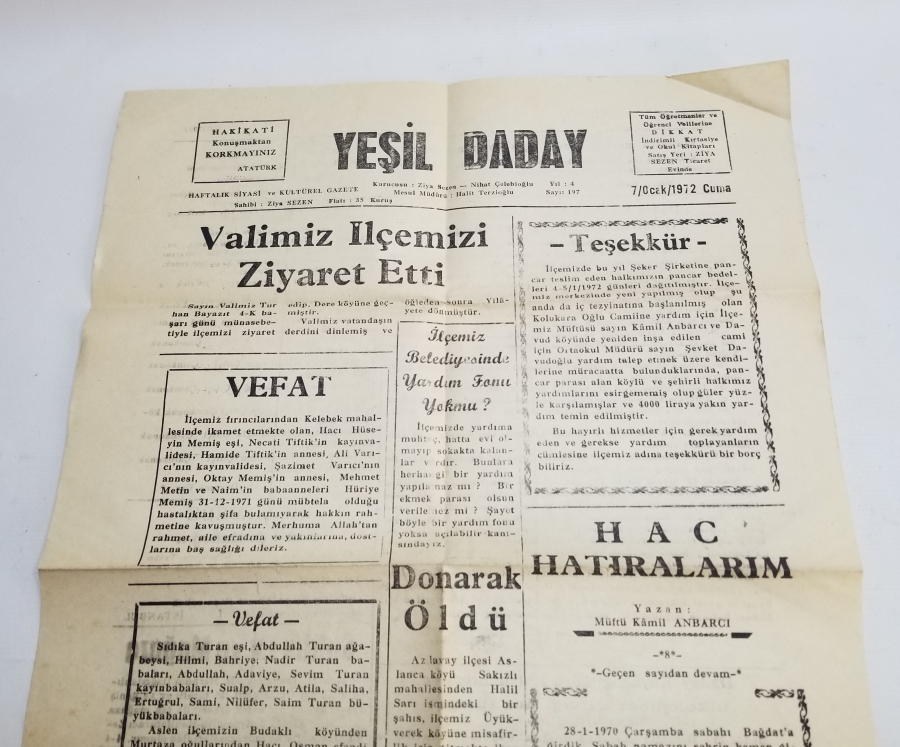 HAKİKATİ
Konuşmaktan
KORKMAYINIZ
ATATÜRK
YEŞİL DADAY
Tüm Öğretmenler ve
Öğrenci Velilerine
DİKKAT
İndirimli Kırtasiye
ve Okul Kitapları
Satış Yeri : ZİYA
SEZEN Ticaret
Evinde
HAFTALIK SİYASİ ve KÜLTÜREL GAZETE
Sahibi : Ziya SEZEN Fiatı : 35 Kuruş
Kurucusu : Ziya Sezen — Nihat Çelebioğlu Yıl : 4
Mesul Müdürü : Halit Terzioğlu Sayı : 197
7/Ocak/1972 Cuma
Valimiz Ilçemizi
Ziyaret Etti
Sayın Valimiz Tur
han Bayazıt 4-K ba-
şarı günü münasebe-
tiyle ilçemizi ziyaret
edip. Dere köyüne geç-
miştir.
Valimiz vatandaşın
derdini dinlemiş ve
öğleden sonra Vilâ-
yete dönmüştür.
VEFAT
İlçemiz fırıncılarından Kelebek mahal-
lesinde ikamet etmekte olan, Hacı Hüse-
yin Memiş eşi, Necati Tiftik'in kayınva-
lidesi, Hamide Tiftik'in annesi, Ali Varı-
cı'nın kayınvalidesi, Şazimet Varıcı'nın
annesi, Oktay Memiş'in annesi, Mehmet
Metin ve Naim'in babaanneleri Hüriye
Memiş 31-12-1971 günü mübtela olduğu
hastalıktan şifa bulamıyarak hakkın rah-
metine kavuşmuştur. Merhuma Allah'tan
rahmet, aile efradına ve yakınlarına, dost-
larına baş sağlığı dileriz.
– Vefat –
Sıdıka Turan eşi, Abdullah Turan ağa-
beysi, Hilmi, Bahriye, Nadir Turan ba-
baları, Abdullah, Adaviye, Sevim Turan
kayınbabaları, Sualp, Arzu, Atila, Saliha,
Ertuğrul, Sami, Nilüfer, Saim Turan bü-
yükbabaları.
Aslen ilçemizin Budaklı köyünden
Murtaza oğullarından Hacı Osman efendi
İlçemiz
Belediyesinde
Yardım Fonu
Yokmu ?
İlçemizde yardıma
muhtaç, hatta evi ol-
mayıp sokakta kalan-
lar vardır. Bunlara
herhangi bir yardım
yapılamaz mı ? Bir
ekmek parası olsun
verilemez mi ? Şayet
böyle bir yardım fonu
yoksa açılabilir kanı-
sındayız.
Donarak
Öldü
Azdavay ilçesi As-
lanca köyü Sakızlı
mahallesinden Halil
Sarı ismindeki bir
şahıs, ilçemiz Üyük-
verek köyüne misafir-
– Teşekkür -
İlçemizde bu yıl Şeker Şirketine pan-
car teslim eden halkımızın pancar bedel-
leri 4-5/1/1972 günleri dağıtılmıştır. İlçe-
miz merkezinde yeni yapılmış olup şu
anda da iç tezyinatına başlanılmış olan
Kolokara Oğlu Camiine yardım için İlçe-
miz Müftüsü sayın Kâmil Anbarcı ve Da-
vud köyünde yeniden inşa edilen cami
için Ortaokul Müdürü sayın Şevket Da-
vudoğlu yardım talep etmek üzere kendi-
lerine müracaatta bulunduklarında, pan-
car parası alan köylü ve şehirli halkımız
yardımlarını esirgememiş olup güler yüz-
le karşılamışlar ve 4000 liraya yakın yar-
dım temin edilmiştir.
Bu hayırlı hizmetler için gerek yardım
eden ve gerekse yardım toplayanların
cümlesine ilçemiz adına teşekkürü bir borç
biliriz.
HAC
HATIRALARIM
Yazan :
Müftü Kâmil ANBARCI
-*8*-
*-Geçen sayıdan devam-*
28-1-1970 Çarşamba sabahı Bağdat'a